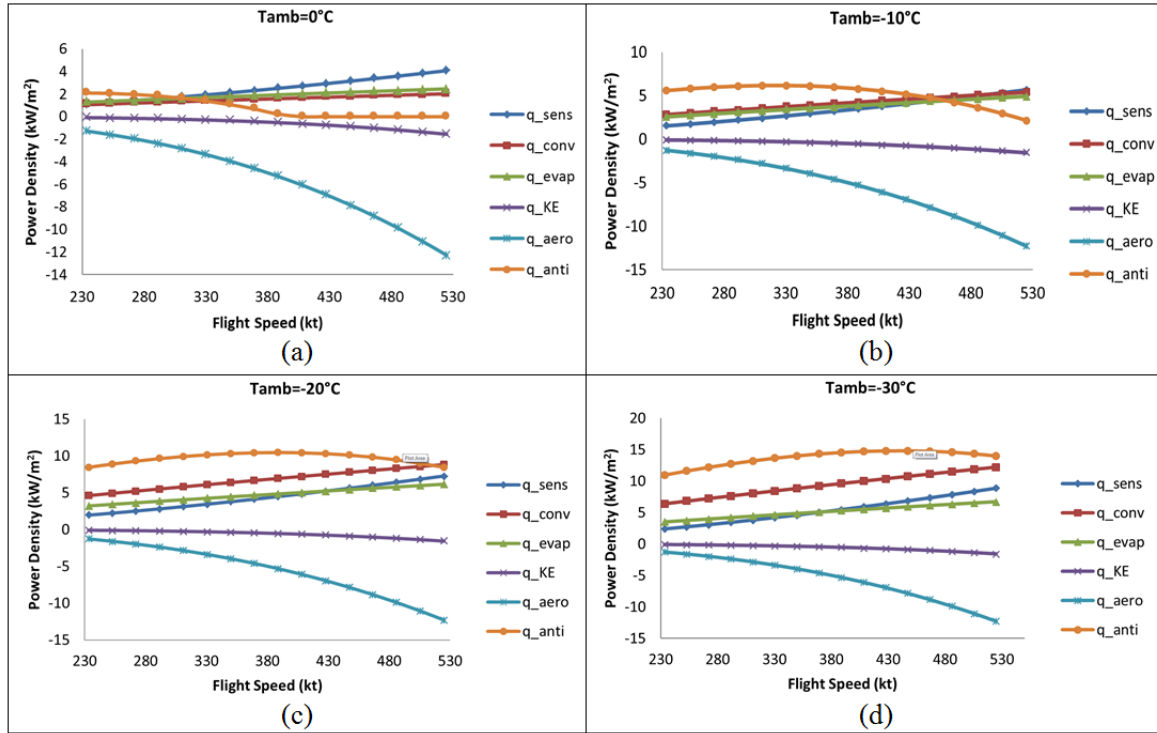 Tamb=0°C
Power Density (kW/m²)
6
4
2
0
-2
-4
-6
-8
-10
-12
-14
230 280 330 380 430 480 530
Flight Speed (kt)
q_sens
q_conv
q_evap
q_KE
q_aero
q_anti
(a)
Tamb=-10°C
Power Density (kW/m²)
10
5
0
-5
-10
-15
230 280 330 380 430 480 530
Flight Speed (kt)
q_sens
q_conv
q_evap
q_KE
q_aero
q_anti
(b)
Tamb=-20°C
Power Density (kW/m²)
15
10
5
0
-5
-10
-15
230 280 330 380 430 480 530
Flight Speed (kt)
Plot Area
q_sens
q_conv
q_evap
q_KE
q_aero
q_anti
(c)
Tamb=-30°C
Power Density (kW/m²)
20
15
10
5
0
-5
-10
-15
230 280 330 380 430 480 530
Flight Speed (kt)
Plot Area
q_sens
q_conv
q_evap
q_KE
q_aero
q_anti
(d)